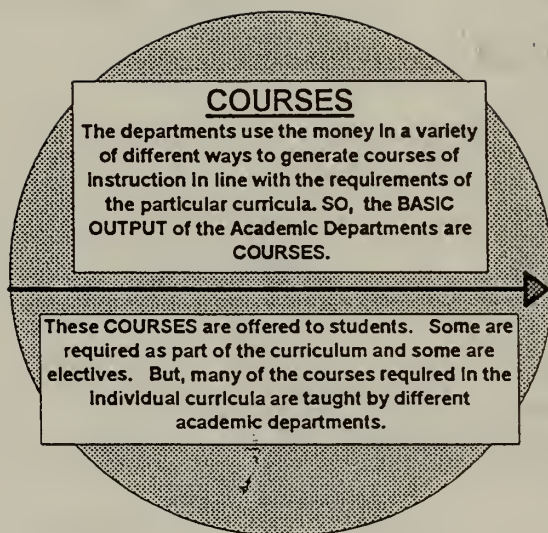 COURSES
The departments use the money in a variety
of different ways to generate courses of
instruction in line with the requirements of
the particular curricula. SO, the BASIC
OUTPUT of the Academic Departments are
COURSES.
These COURSES are offered to students. Some are
required as part of the curriculum and some are
electives. But, many of the courses required in the
individual curricula are taught by different
academic departments.